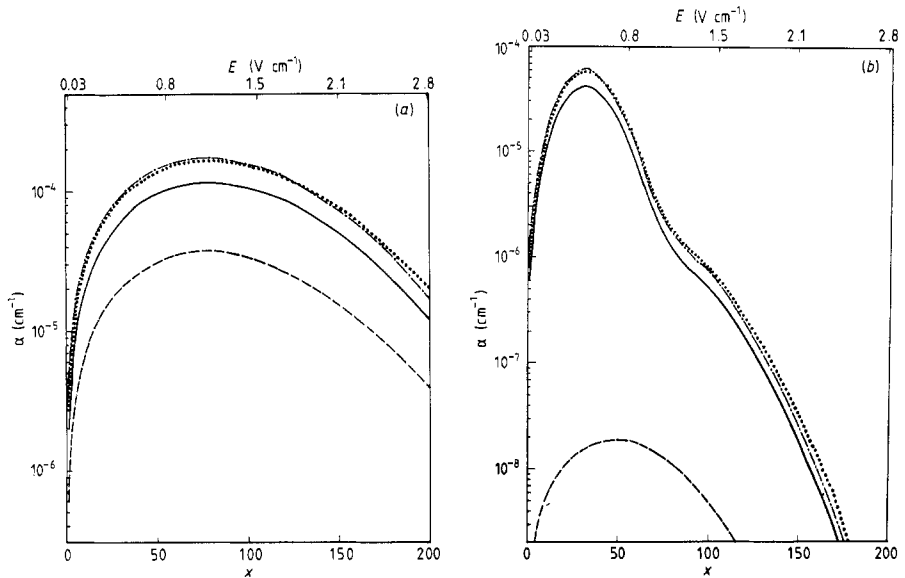 E (V cm⁻¹)
0.03 0.8 1.5 2.1 2.8
(a)
10⁻⁴
10⁻⁵
10⁻⁶
α (cm⁻¹)
0 50 100 150 200
x
E (V cm⁻¹)
0.03 0.8 1.5 2.1 2.8
(b)
10⁻⁴
10⁻⁵
10⁻⁶
10⁻⁷
10⁻⁸
α (cm⁻¹)
0 50 100 150 200
x